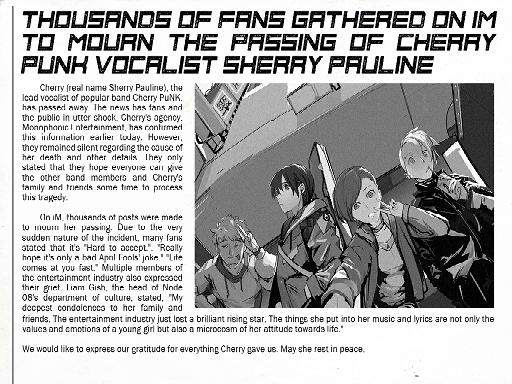 THOUSANDS OF FANS GATHERED ON IM
TO MOURN THE PASSING OF CHERRY
PUNK VOCALIST SHERRY PAULINE
Cherry (real name Sherry Pauline), the
lead vocalist of popular band Cherry PuNK,
has passed away. The news has fans and
the public in utter shock. Cherry's agency,
Monophonic Entertainment, has confirmed
this information earlier today. However,
they remained silent regarding the cause of
her death and other details. They only
stated that they hope everyone can give
the other band members and Cherry's
family and friends some time to process
this tragedy.
On iM, thousands of posts were made
to mourn her passing. Due to the very
sudden nature of the incident, many fans
stated that it's "Hard to accept.". "Really
hope it's only a bad April Fools' joke." "Life
comes at you fast." Multiple members of
the entertainment industry also expressed
their grief. Liam Gish, the head of Node
08's department of culture, stated, "My
deepest condolences to her family and
friends. The entertainment industry just lost a brilliant rising star. The things she put into her music and lyrics are not only the
values and emotions of a young girl but also a microcosm of her attitude towards life."
We would like to express our gratitude for everything Cherry gave us. May she rest in peace.